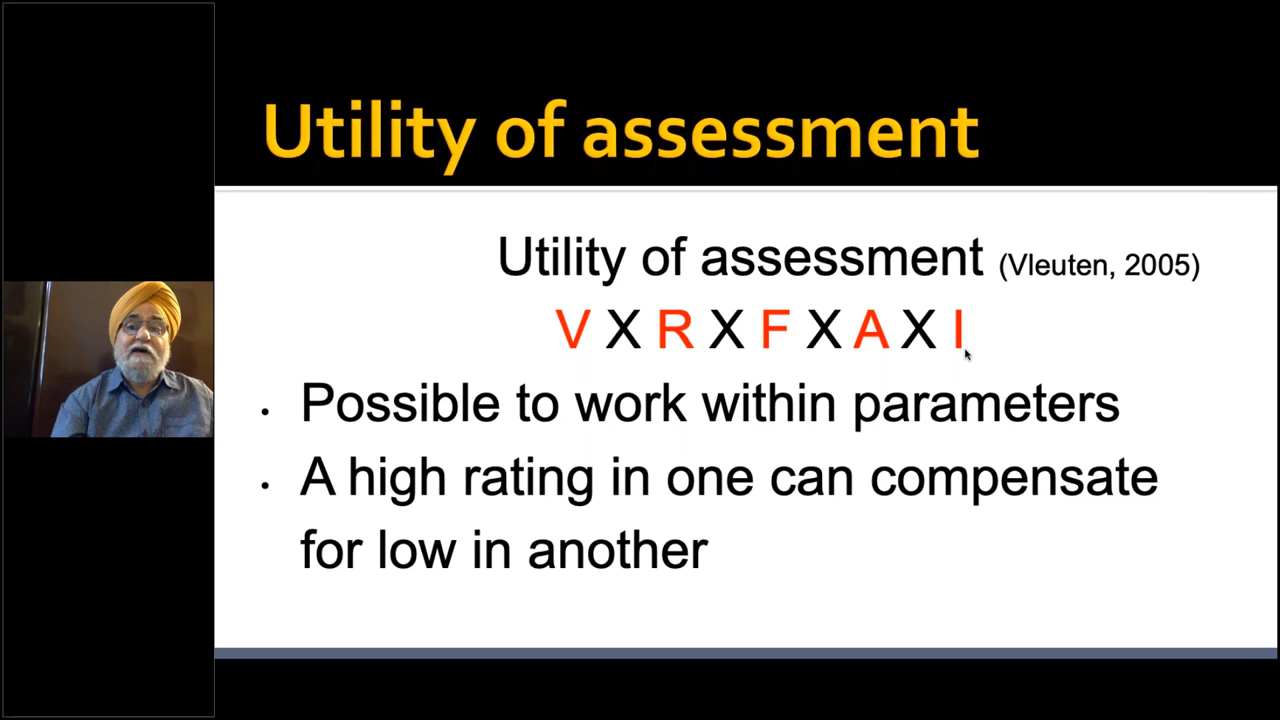 Utility of assessment
Utility of assessment (Vleuten, 2005)
V X R X F X A X I
• Possible to work within parameters
• A high rating in one can compensate
for low in another